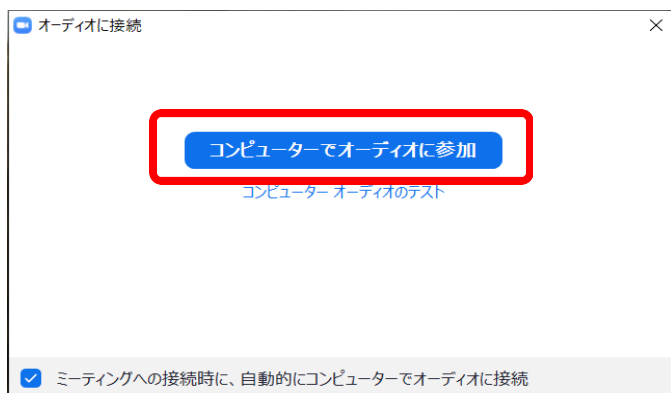 オーディオに接続
コンピューターでオーディオに参加
コンピューター オーディオのテスト
ミーティングへの接続時に、自動的にコンピューターでオーディオに接続